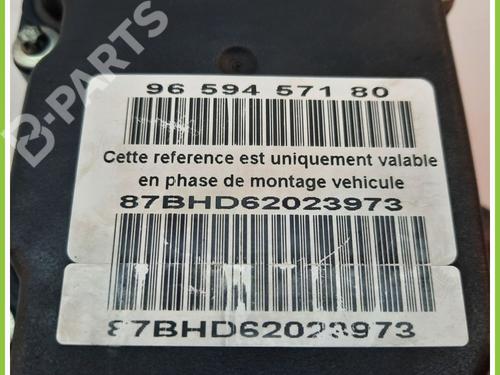 B-PARTS
96 594 571 80
Cette reference est uniquement valable
en phase de montage vehicule
87BHD62023973
87BHD62023973